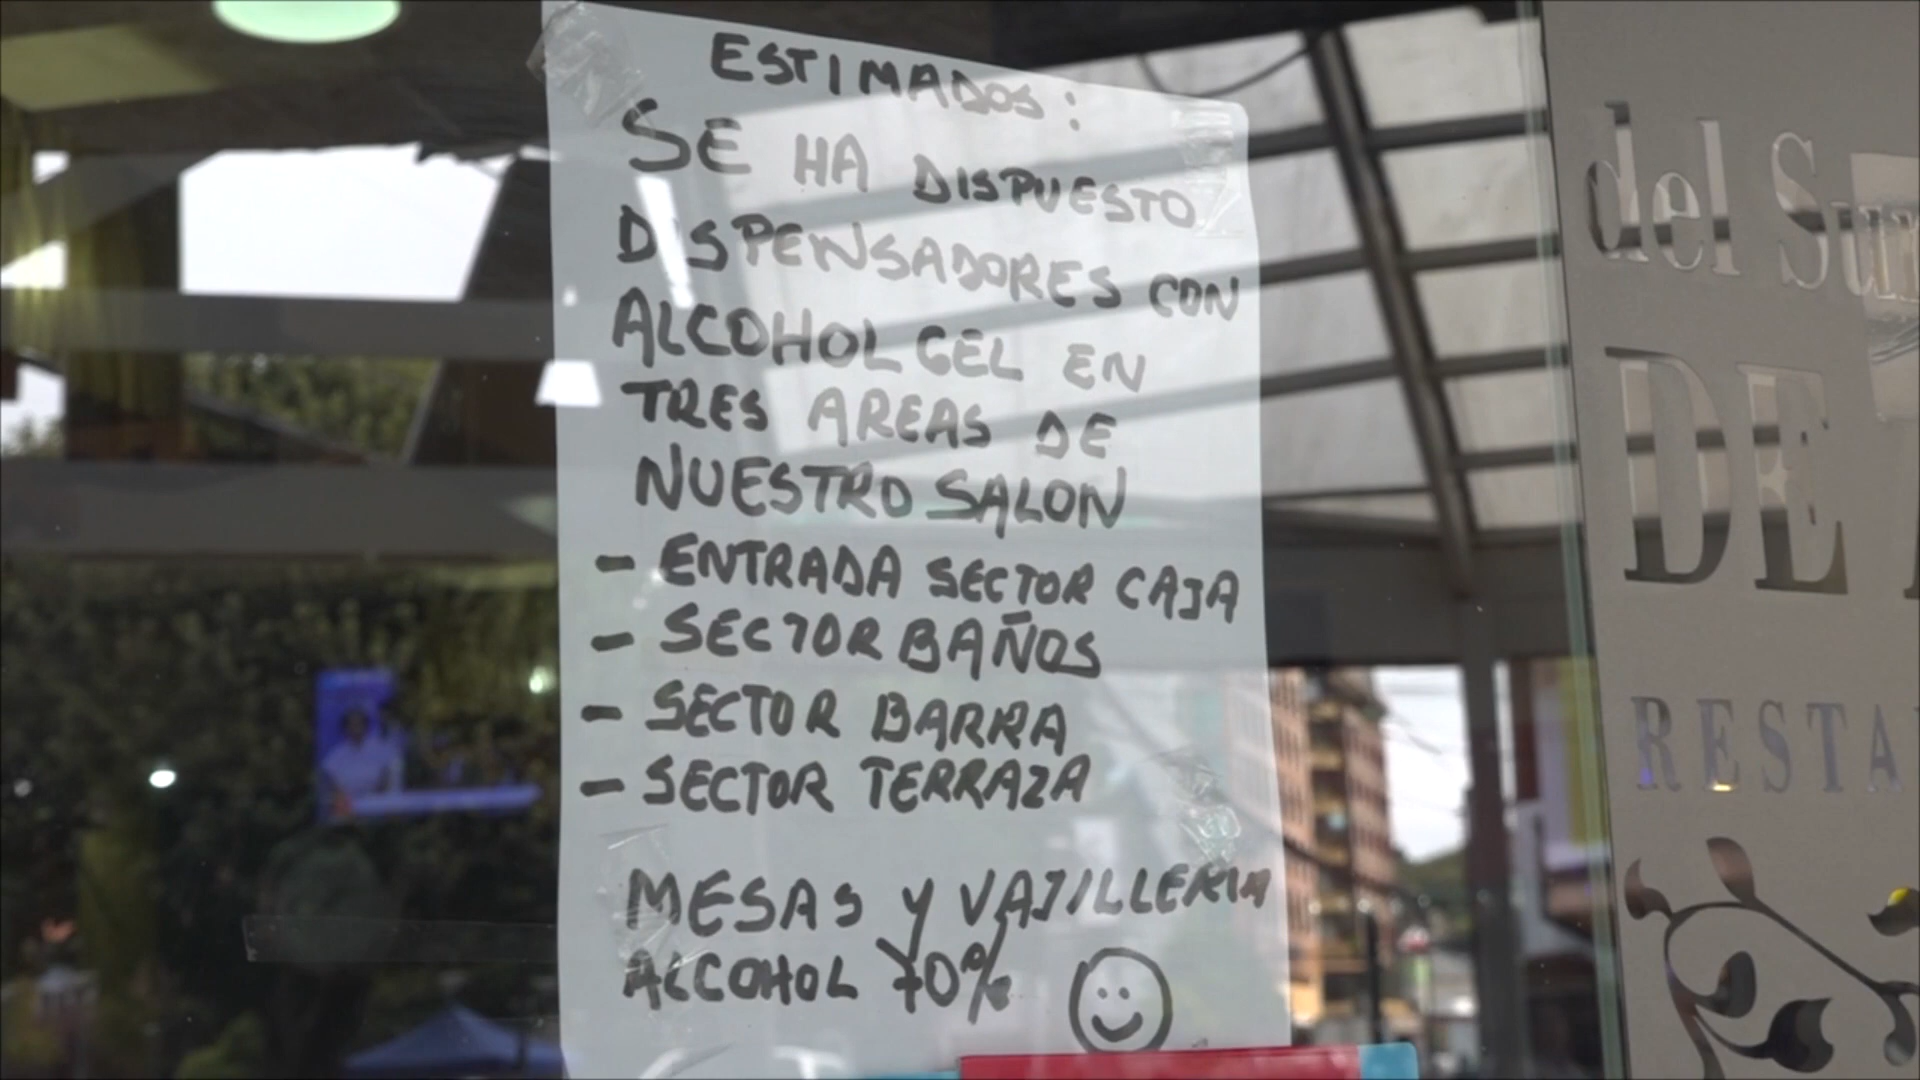 ESTIMADOS:
SE HA DISPUESTO
DISPENSADORES CON
ALCOHOL GEL EN
TRES AREAS DE
NUESTRO SALON
- ENTRADA SECTOR CAJA
- SECTOR BAÑOS
- SECTOR BARRA
- SECTOR TERRAZA
MESAS Y VAJILLERIA
ALCOHOL 70%
del Sur
DE
RESTA